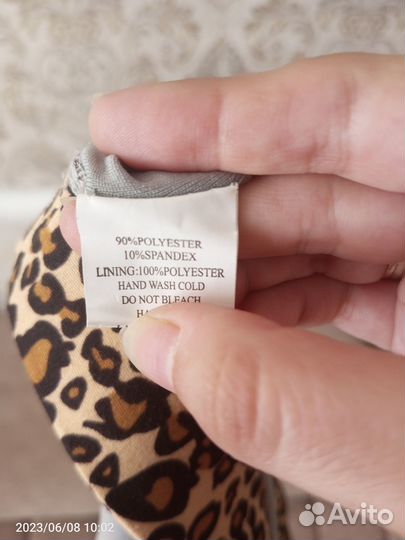 90%POLYESTER
10%SPANDEX
LINING:100%POLYESTER
HAND WASH COLD
DO NOT BLEACH
2023/06/08 10:02
Avito